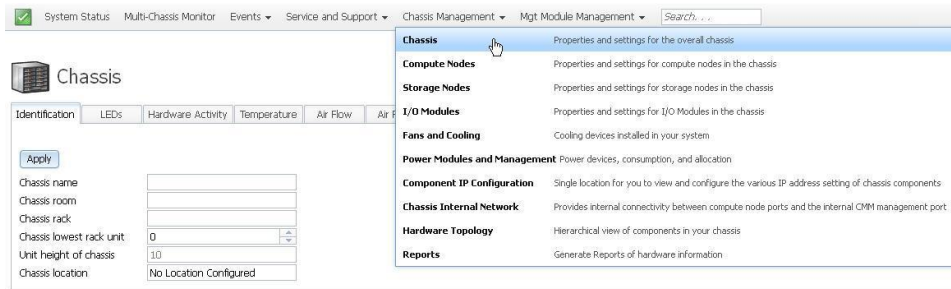 System Status Multi-Chassis Monitor Events Service and Support Chassis Management Mgt Module Management Search. . .
Chassis Properties and settings for the overall chassis
Compute Nodes Properties and settings for compute nodes in the chassis
Storage Nodes Properties and settings for storage nodes in the chassis
I/O Modules Properties and settings for I/O Modules in the chassis
Fans and Cooling Cooling devices installed in your system
Power Modules and Management Power devices, consumption, and allocation
Component IP Configuration Single location for you to view and configure the various IP address setting of chassis components
Chassis Internal Network Provides internal connectivity between compute node ports and the internal CMM management port
Hardware Topology Hierarchical view of components in your chassis
Reports Generate Reports of hardware information
Chassis
Identification LEDs Hardware Activity Temperature Air Flow
Apply
Chassis name
Chassis room
Chassis rack
Chassis lowest rack unit 0
Unit height of chassis 10
Chassis location No Location Configured